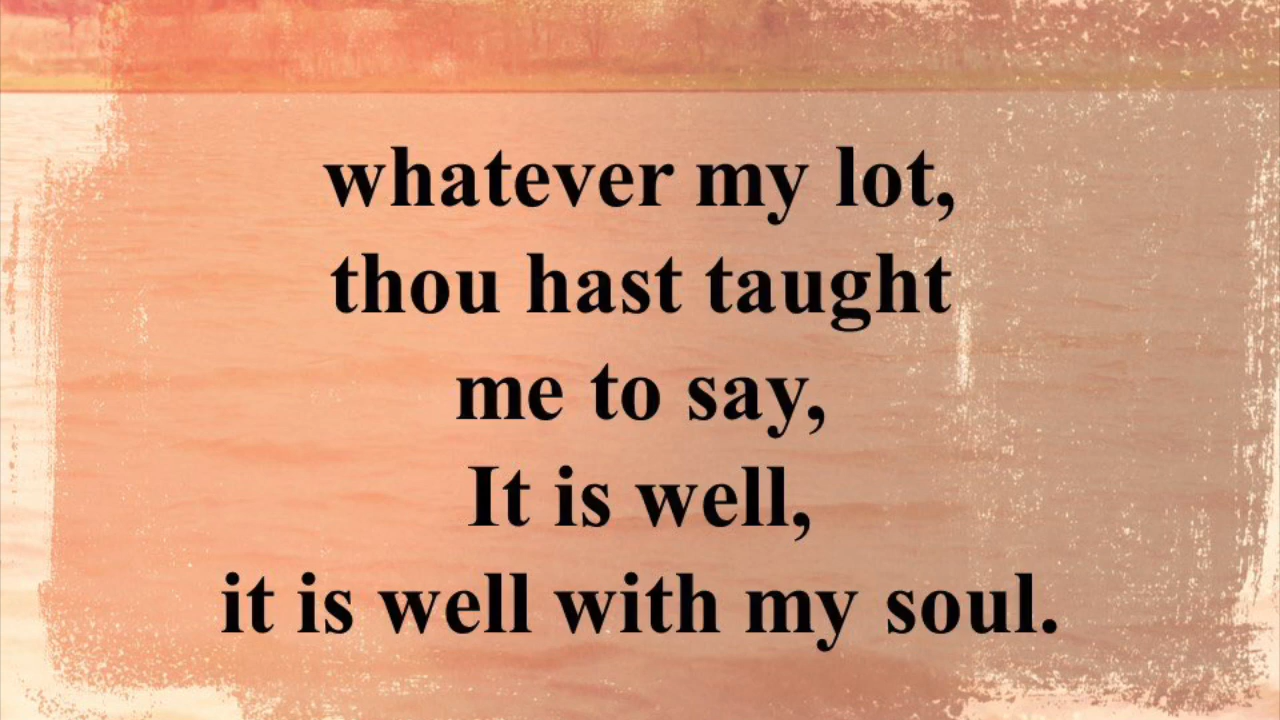 whatever my lot,
thou hast taught
me to say,
It is well,
it is well with my soul.